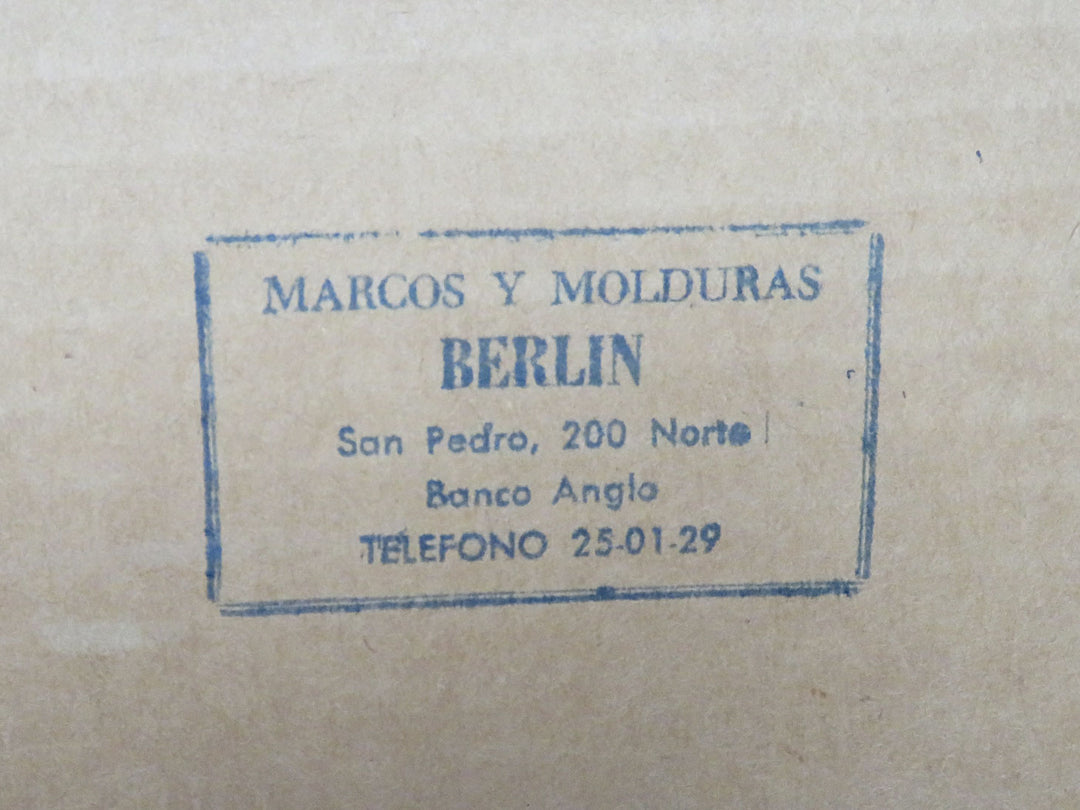 MARCOS Y MOLDURAS
BERLIN
San Pedro, 200 Norte
Banco Anglo
TELEFONO 25-01-29